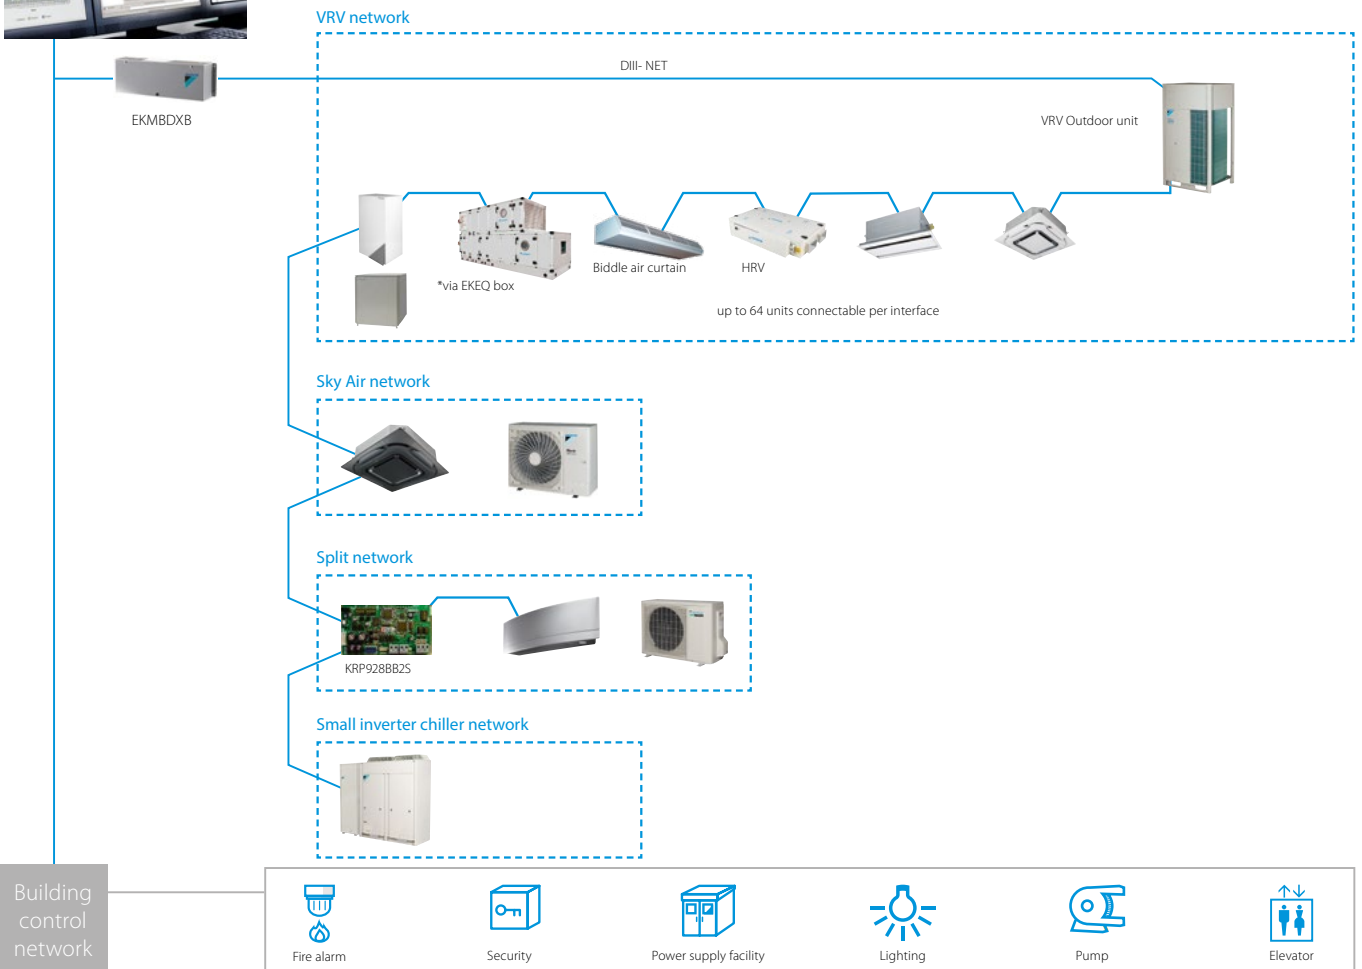 VRV network
DIII- NET
EKMBDXB
VRV Outdoor unit
Biddle air curtain
HRV
*via EKEQ box
up to 64 units connectable per interface
Sky Air network
Split network
KRP928BB2S
Small inverter chiller network
Building
control
network
Fire alarm
Security
Power supply facility
Lighting
Pump
Elevator